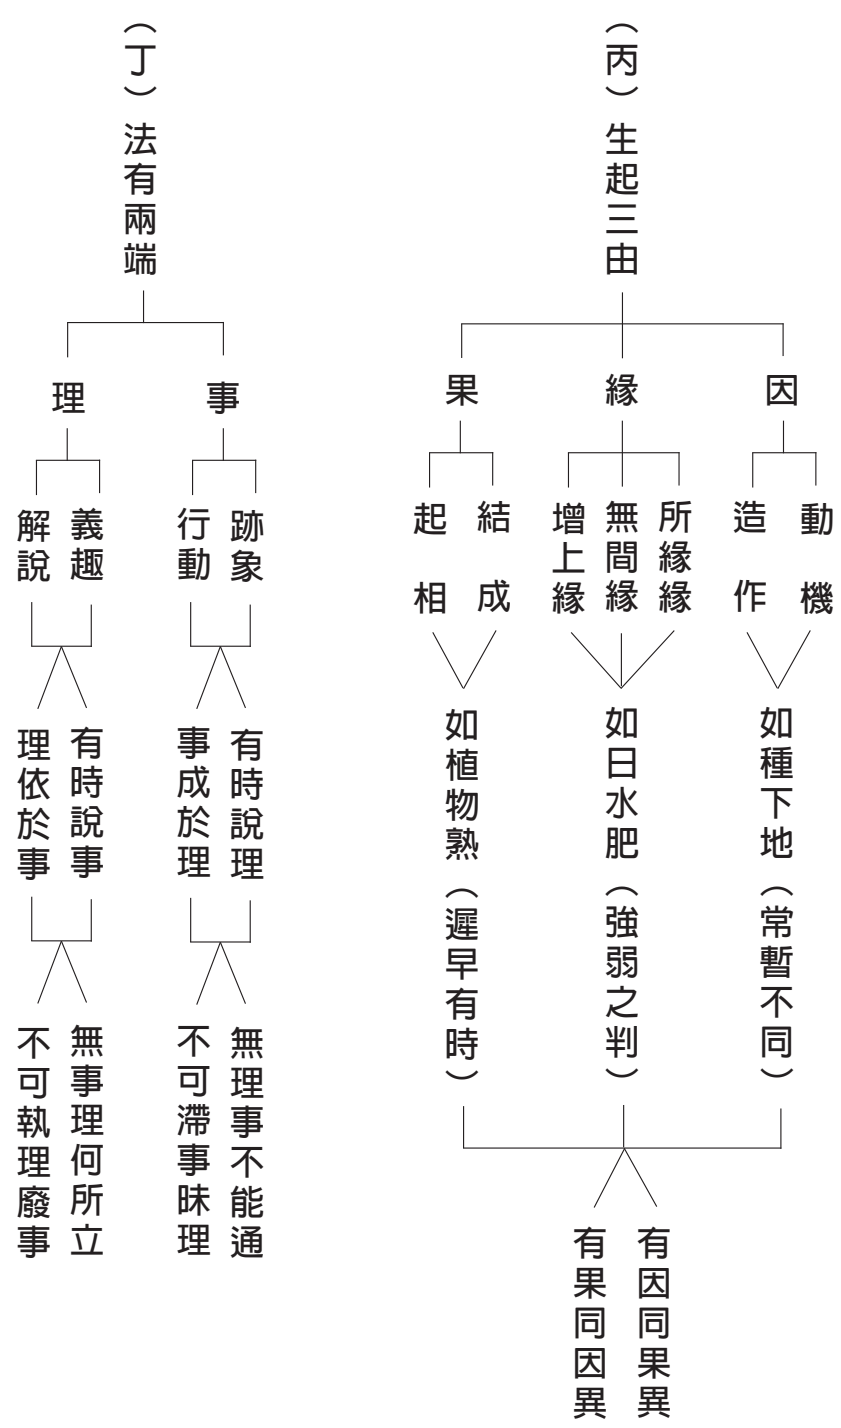 （丙）生起三由
因
動機
造作
緣
所緣緣
無間緣
增上緣
果
結成
起相
如種下地（常暫不同）
如日水肥（強弱之判）
如植物熟（遲早有時）
有因同果異
有果同因異
（丁）法有兩端
事
跡象
行動
有時說理
事成於理
無理事不能通
不可滯事昧理
理
義趣
解說
有時說事
理依於事
無事理何所立
不可執理廢事